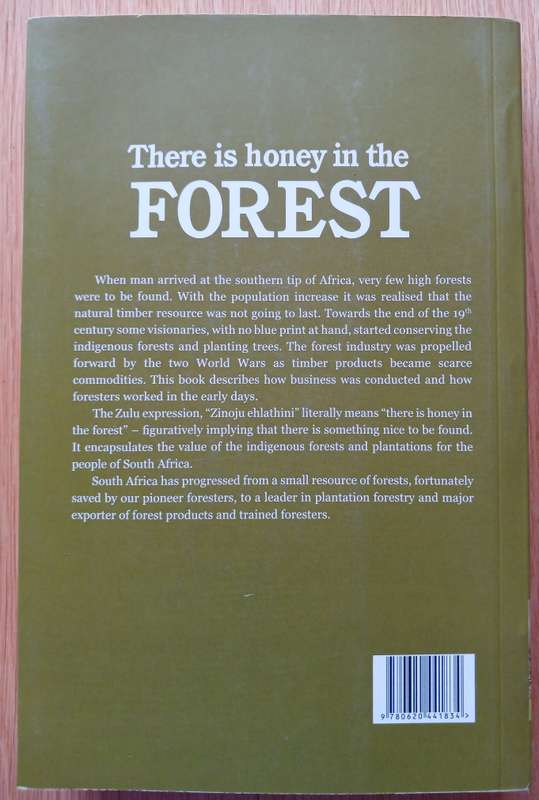 There is honey in the
FOREST
When man arrived at the southern tip of Africa, very few high forests
were to be found. With the population increase it was realised that the
natural timber resource was not going to last. Towards the end of the 19th
century some visionaries, with no blue print at hand, started conserving the
indigenous forests and planting trees. The forest industry was propelled
forward by the two World Wars as timber products became scarce
commodities. This book describes how business was conducted and how
foresters worked in the early days.
The Zulu expression, “Zinoju ehlathini” literally means “there is honey in
the forest” – figuratively implying that there is something nice to be found.
It encapsulates the value of the indigenous forests and plantations for the
people of South Africa.
South Africa has progressed from a small resource of forests, fortunately
saved by our pioneer foresters, to a leader in plantation forestry and major
exporter of forest products and trained foresters.
9 780620 441834 >